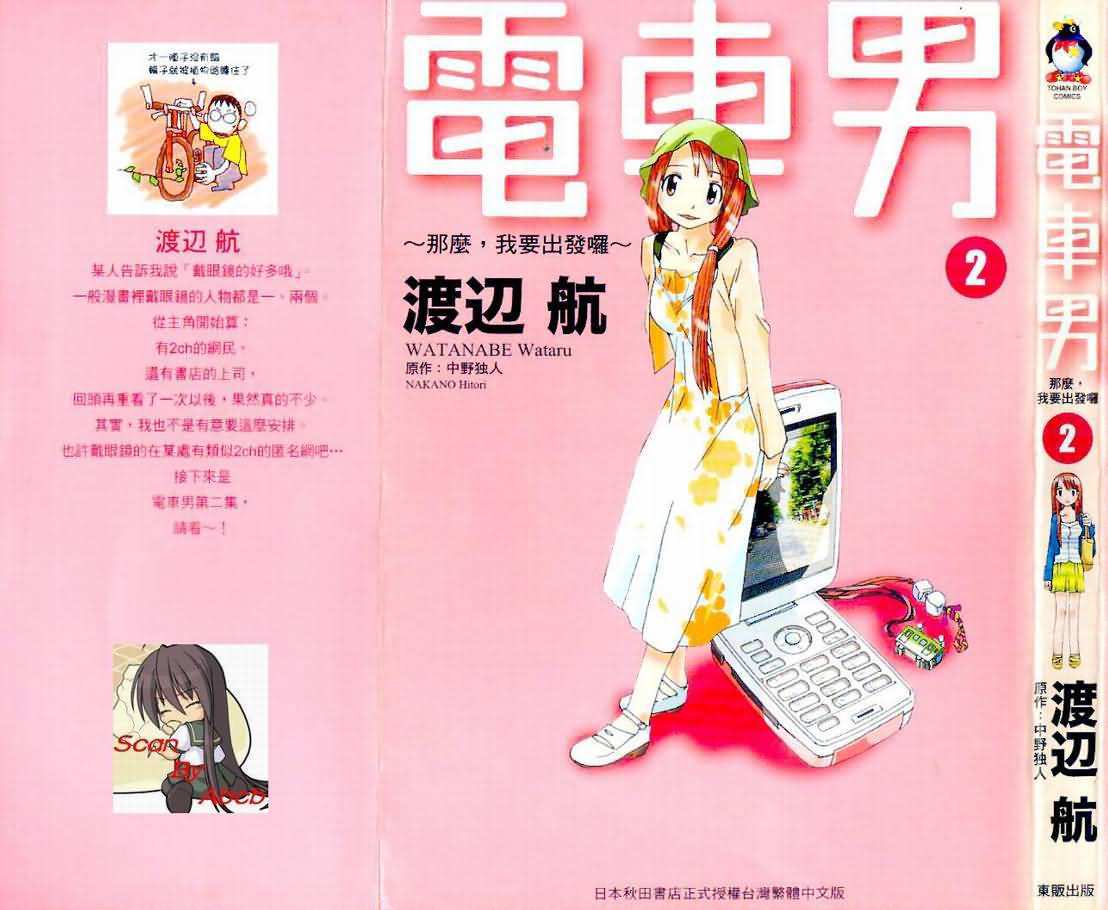 才一陣子沒有騎
輪子就被植物纏住了
渡辺 航
某人告訴我說「戴眼鏡的好多哦」。
一般漫畫裡戴眼鏡的人物都是一、兩個。
從主角開始算：
有2ch的網民，
還有書店的上司，
回頭再重看了一次以後，果然真的不少。
其實，我也不是有意要這麼安排。
也許戴眼鏡的在某處有類似2ch的匿名網吧…
接下來是
電車男第二集，
請看～！
Scan
By
電車男
～那麼，我要出發囉～
2
渡辺 航
WATANABE Wataru
原作：中野独人
NAKANO Hitori
日本秋田書店正式授權台灣繁體中文版
TOHAN BOY
COMICS
電車男
那麼，
我要出發囉
2
原作：中野独人
渡辺 航
東販出版